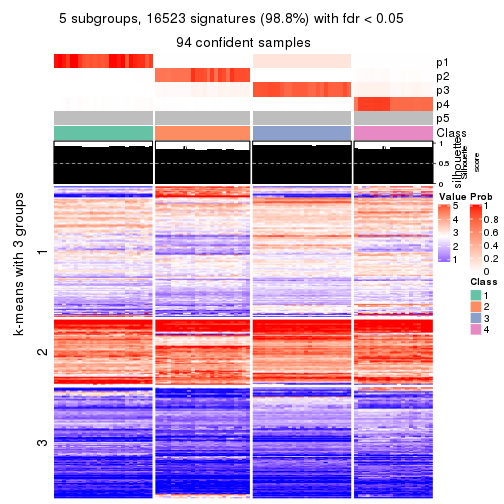 5 subgroups, 16523 signatures (98.8%) with fdr < 0.05
94 confident samples
p1
p2
p3
p4
p5
Class
1
0.5
0
silhouette
Silhouette
score
k-means with 3 groups
1
2
3
Value
5
4
3
2
1
Prob
1
0.8
0.6
0.4
0.2
0
Class
1
2
3
4